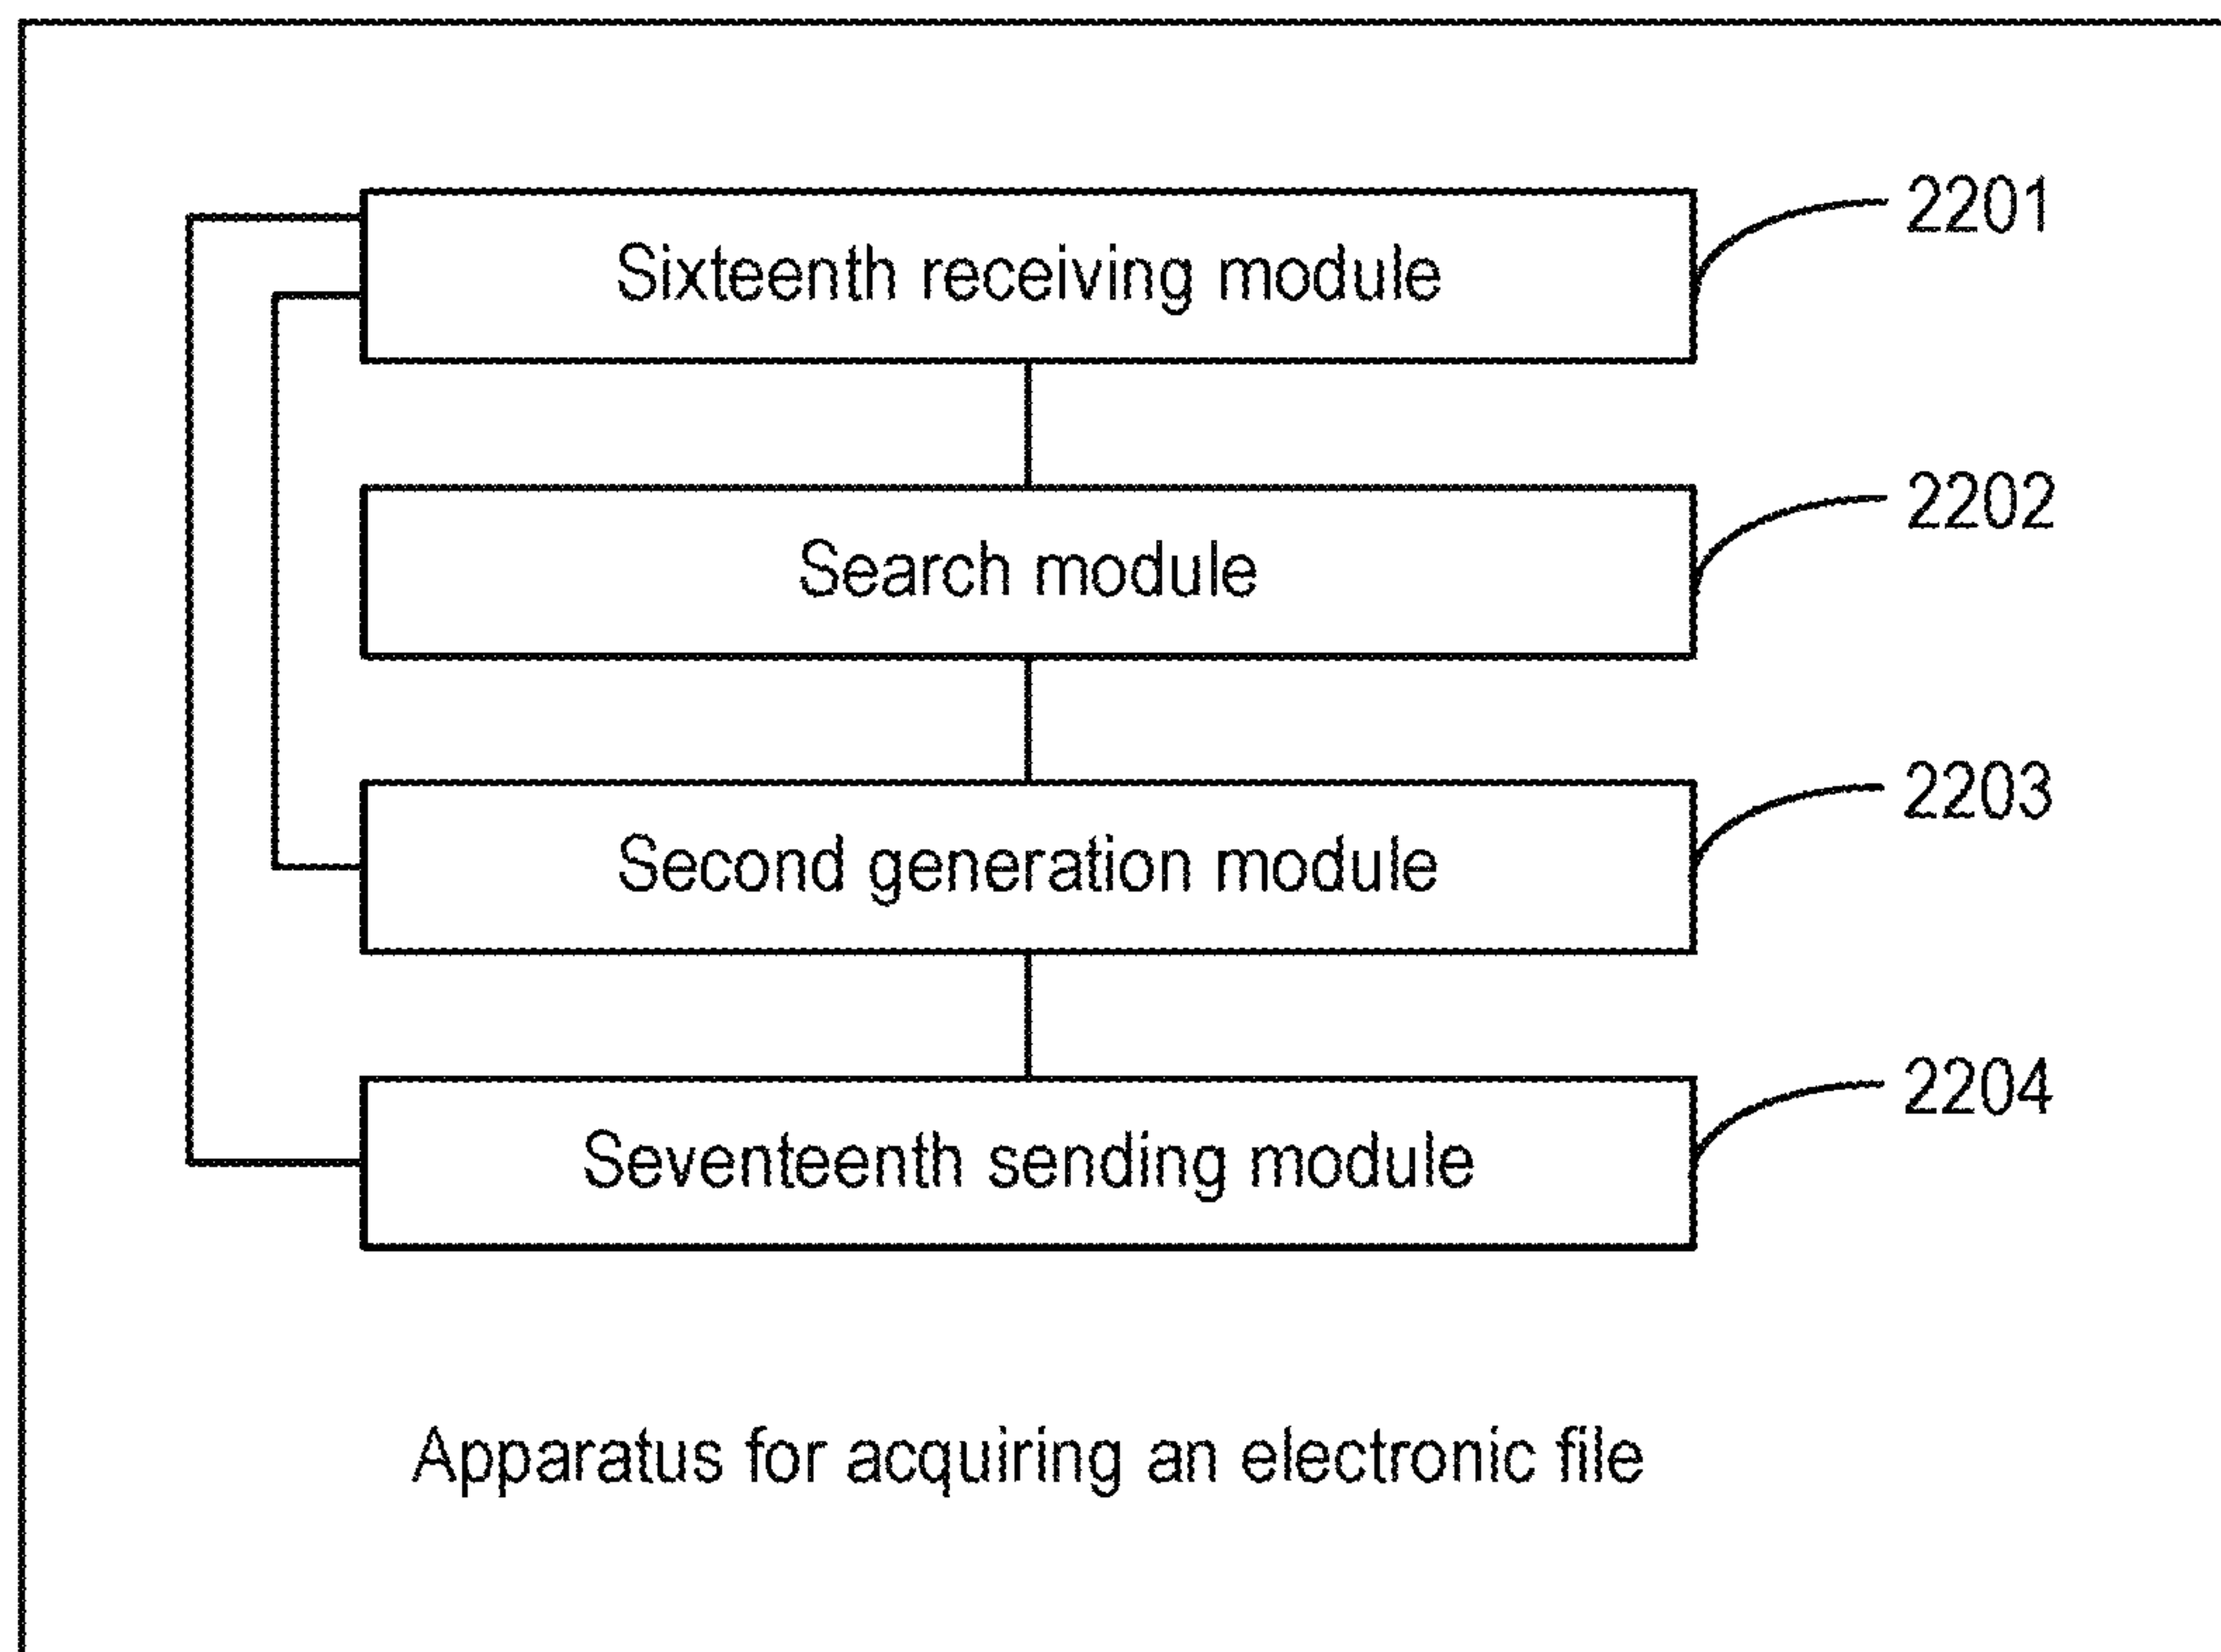 Sixteenth receiving module 2201
Search module 2202
Second generation module 2203
Seventeenth sending module 2204
Apparatus for acquiring an electronic file